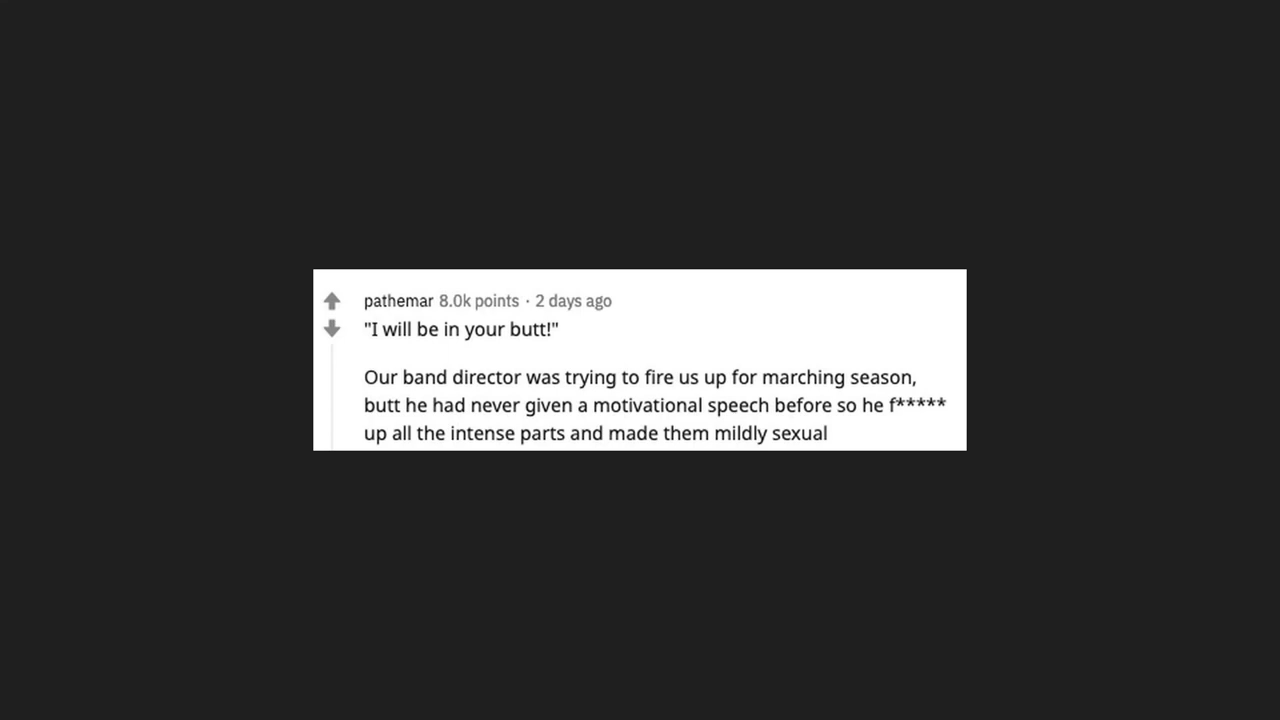 pathemar 8.0k points · 2 days ago
"I will be in your butt!"
Our band director was trying to fire us up for marching season,
butt he had never given a motivational speech before so he f*****
up all the intense parts and made them mildly sexual